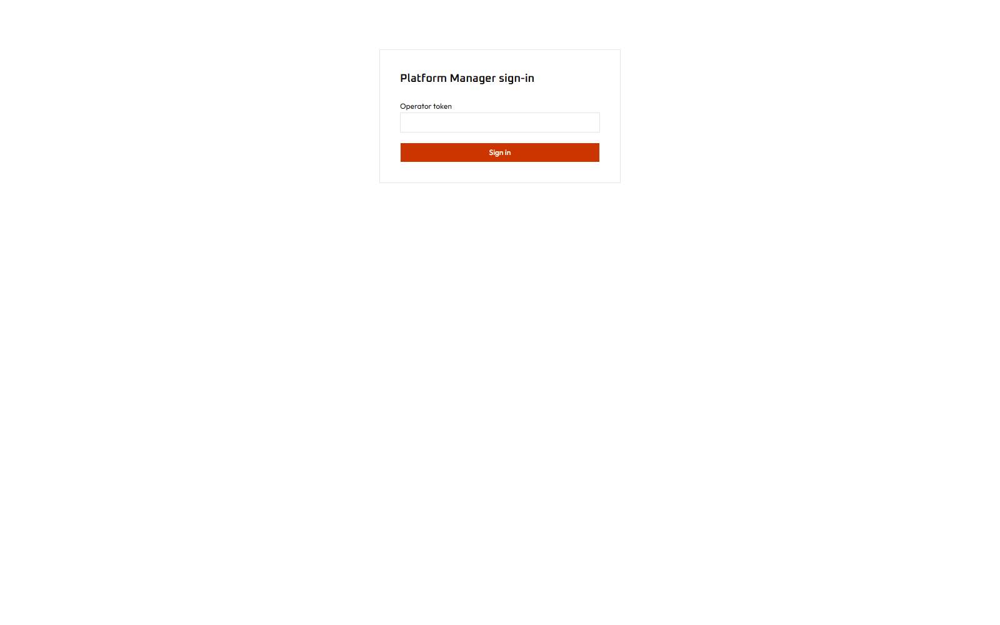 Platform Manager sign-in
Operator token
Sign in